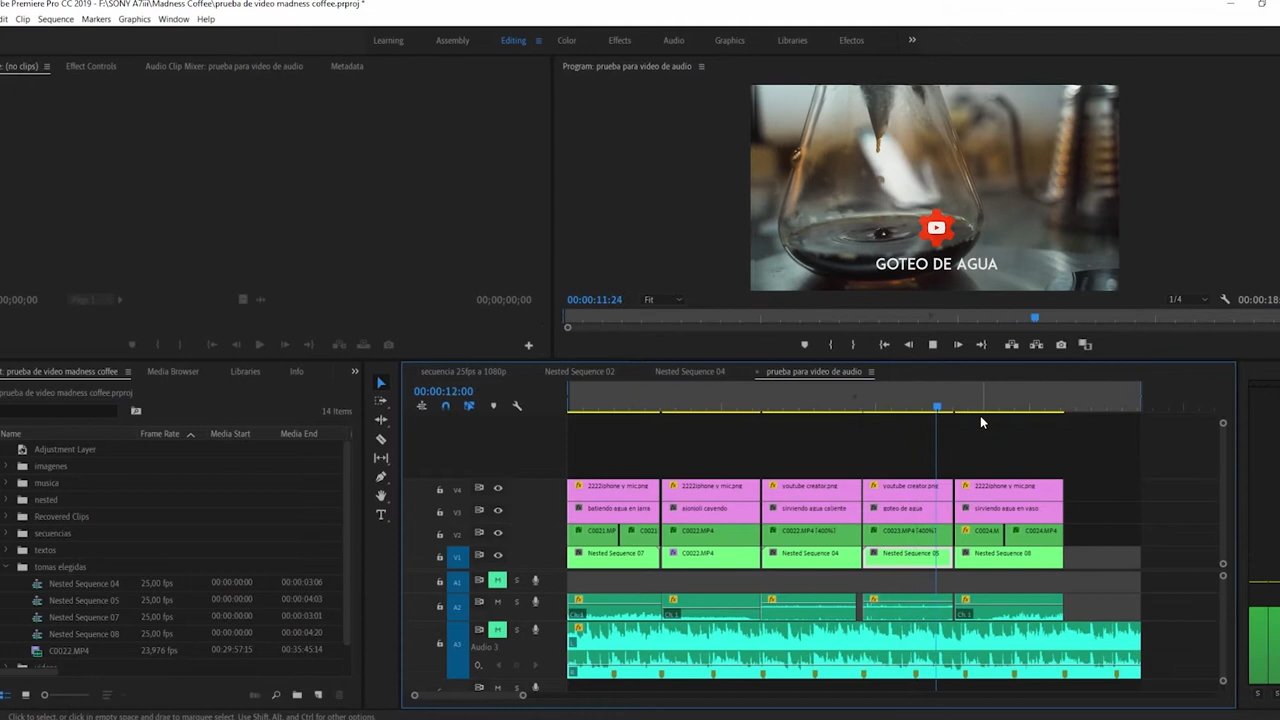 be Premiere Pro CC 2019 - F:\SONY A7iii\Madness Coffee\prueba de video madness coffee.prproj *
dit Clip Sequence Markers Graphics Window Help
Learning Assembly Editing Color Effects Audio Graphics Libraries Efectos
: (no clips) Effect Controls Audio Clip Mixer: prueba para video de audio Metadata
Program: prueba para video de audio
GOTEO DE AGUA
;00;00 Page 1 00;00;00;00
00:00:11:24 Fit 1/4 00:00:18:
t: prueba de video madness coffee Media Browser Libraries Info
prueba de video madness coffee.prproj
14 Items
Name Frame Rate Media Start Media End
Adjustment Layer
imagenes
musica
nested
Recovered Clips
secuencias
textos
tomas elegidas
Nested Sequence 04 25,00 fps 00:00:00:00 00:00:03:06
Nested Sequence 05 25,00 fps 00:00:00:00 00:00:04:03
Nested Sequence 07 25,00 fps 00:00:00:00 00:00:03:01
Nested Sequence 08 25,00 fps 00:00:00:00 00:00:04:20
C0022.MP4 23,976 fps 00:29:57:15 00:35:45:14
secuencia 25fps a 1080p Nested Sequence 02 Nested Sequence 04 × prueba para video de audio
00:00:12:00
V4 2222iphone y mic.png 2222iphone y mic.png youtube creator.png youtube creator.png 2222iphone y mic.png
V3 batiendo agua en jarra sirviendo agua caliente goteo de agua sirviendo agua en vaso
V2 C0021.MP C0021 C0022.MP4 C0022.MP4 [400%] C0023.MP4 [400%] C0024.M C0024.MP4
V1 Nested Sequence 07 C0022.MP4 Nested Sequence 04 Nested Sequence 05 Nested Sequence 08
A1 M S
A2 M S Ch 1 Ch 1
A3 M S
Audio 3
L
R
M S
S S
Click to select, or click in empty space and drag to marquee select. Use Shift, Alt, and Ctrl for other options.